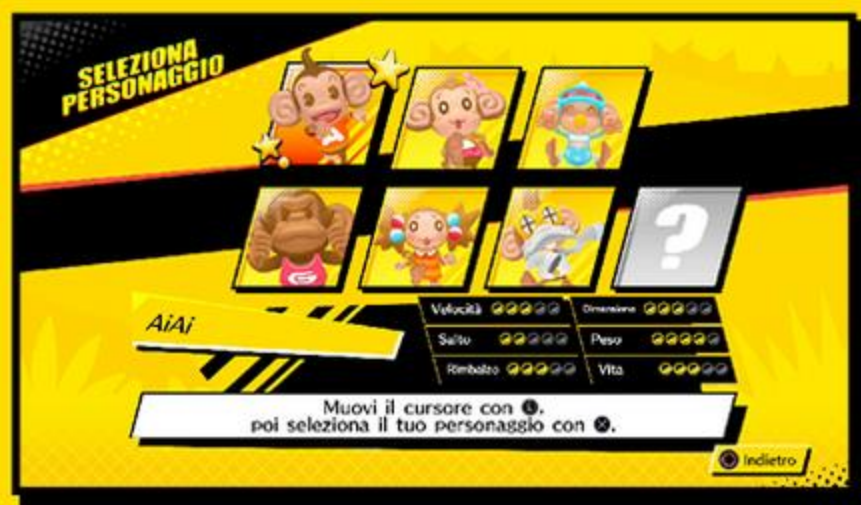 SELEZIONA
PERSONAGGIO
G
?
AiAi
Velocità
Dimensione
Salto
Peso
Rimbalzo
Vita
Muovi il cursore con L,
poi seleziona il tuo personaggio con X.
Indietro